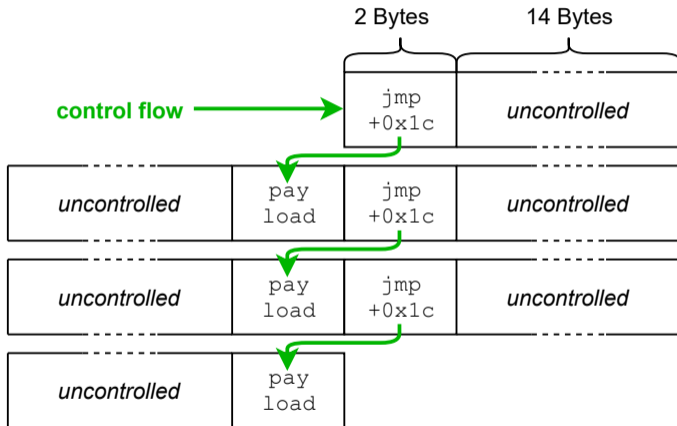 2 Bytes
14 Bytes
control flow
jmp
+0x1c
uncontrolled
uncontrolled
pay
load
jmp
+0x1c
uncontrolled
uncontrolled
pay
load
jmp
+0x1c
uncontrolled
uncontrolled
pay
load